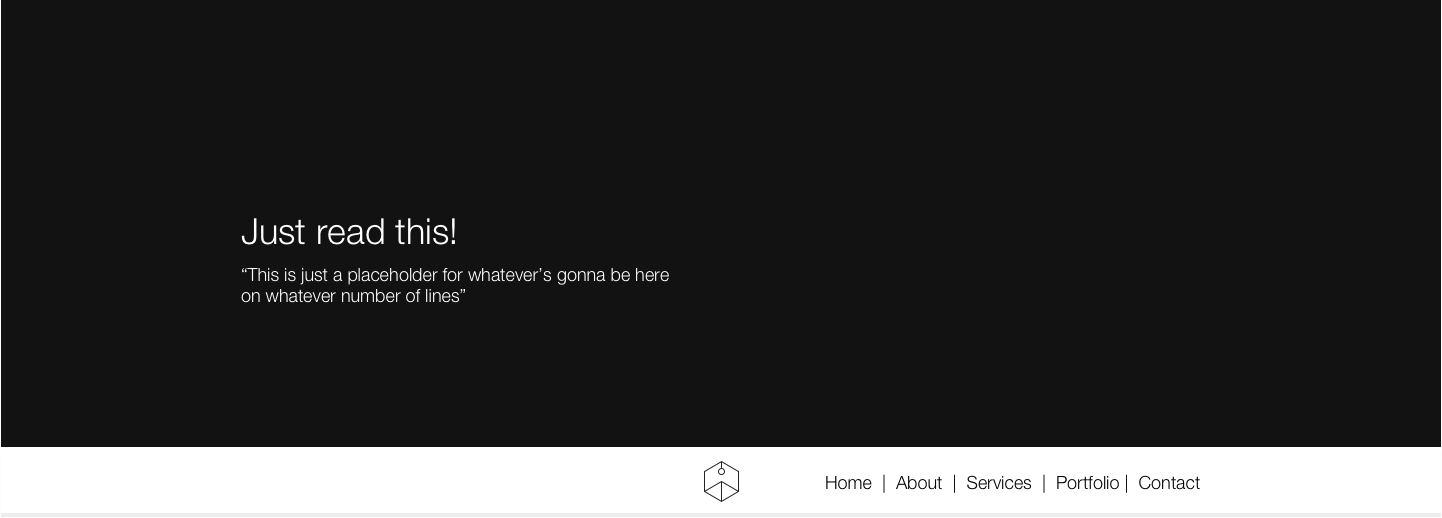 Just read this!
“This is just a placeholder for whatever’s gonna be here
on whatever number of lines”
Home | About | Services | Portfolio | Contact